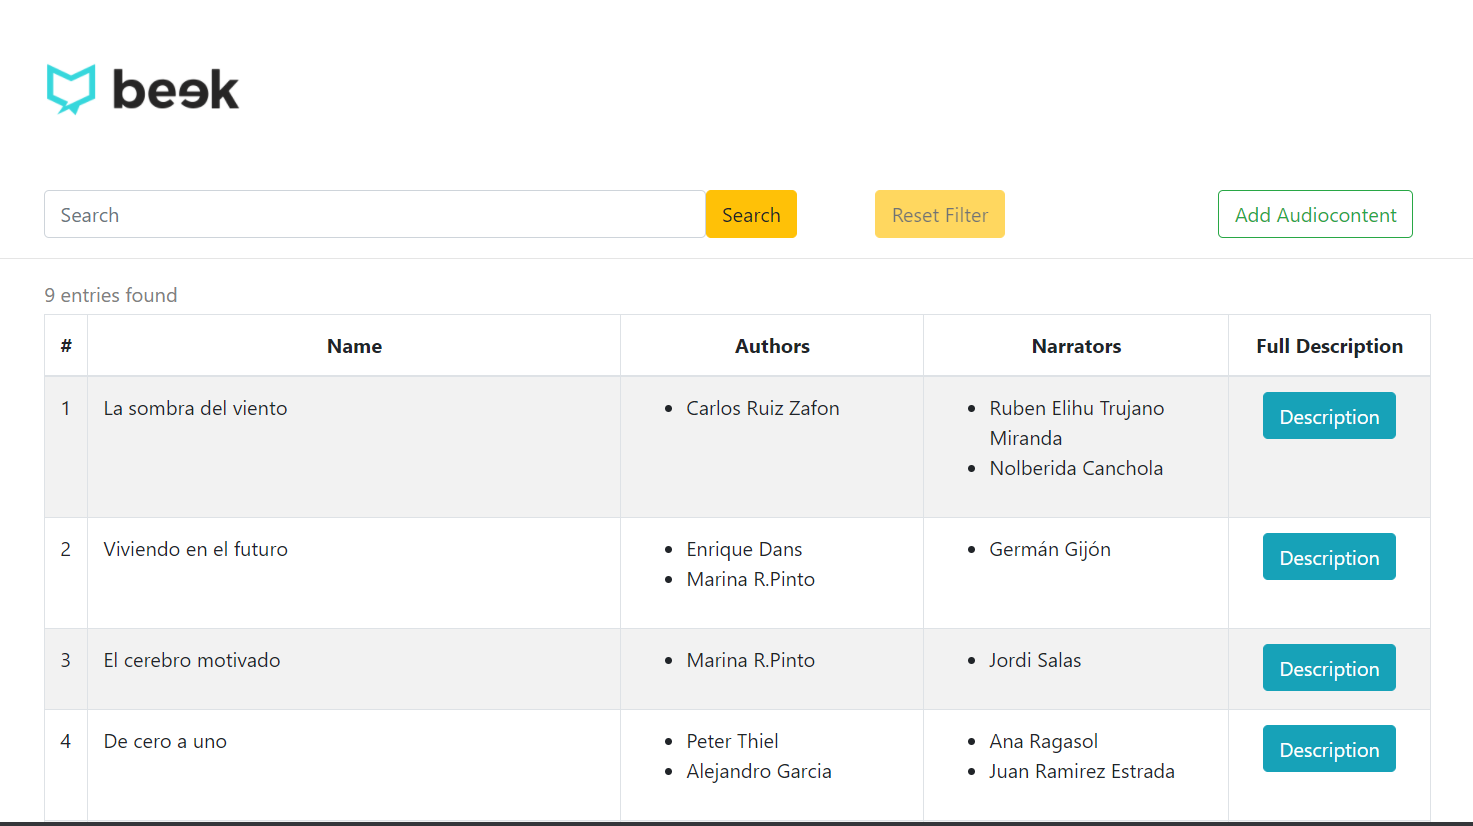 beek
Search
Search
Reset Filter
Add Audiocontent
9 entries found
# Name Authors Narrators Full Description
1 La sombra del viento • Carlos Ruiz Zafon • Ruben Elihu Trujano Description
Miranda
• Nolberida Canchola
2 Viviendo en el futuro • Enrique Dans • Germán Gijón Description
• Marina R.Pinto
3 El cerebro motivado • Marina R.Pinto • Jordi Salas Description
4 De cero a uno • Peter Thiel • Ana Ragasol Description
• Alejandro Garcia • Juan Ramirez Estrada